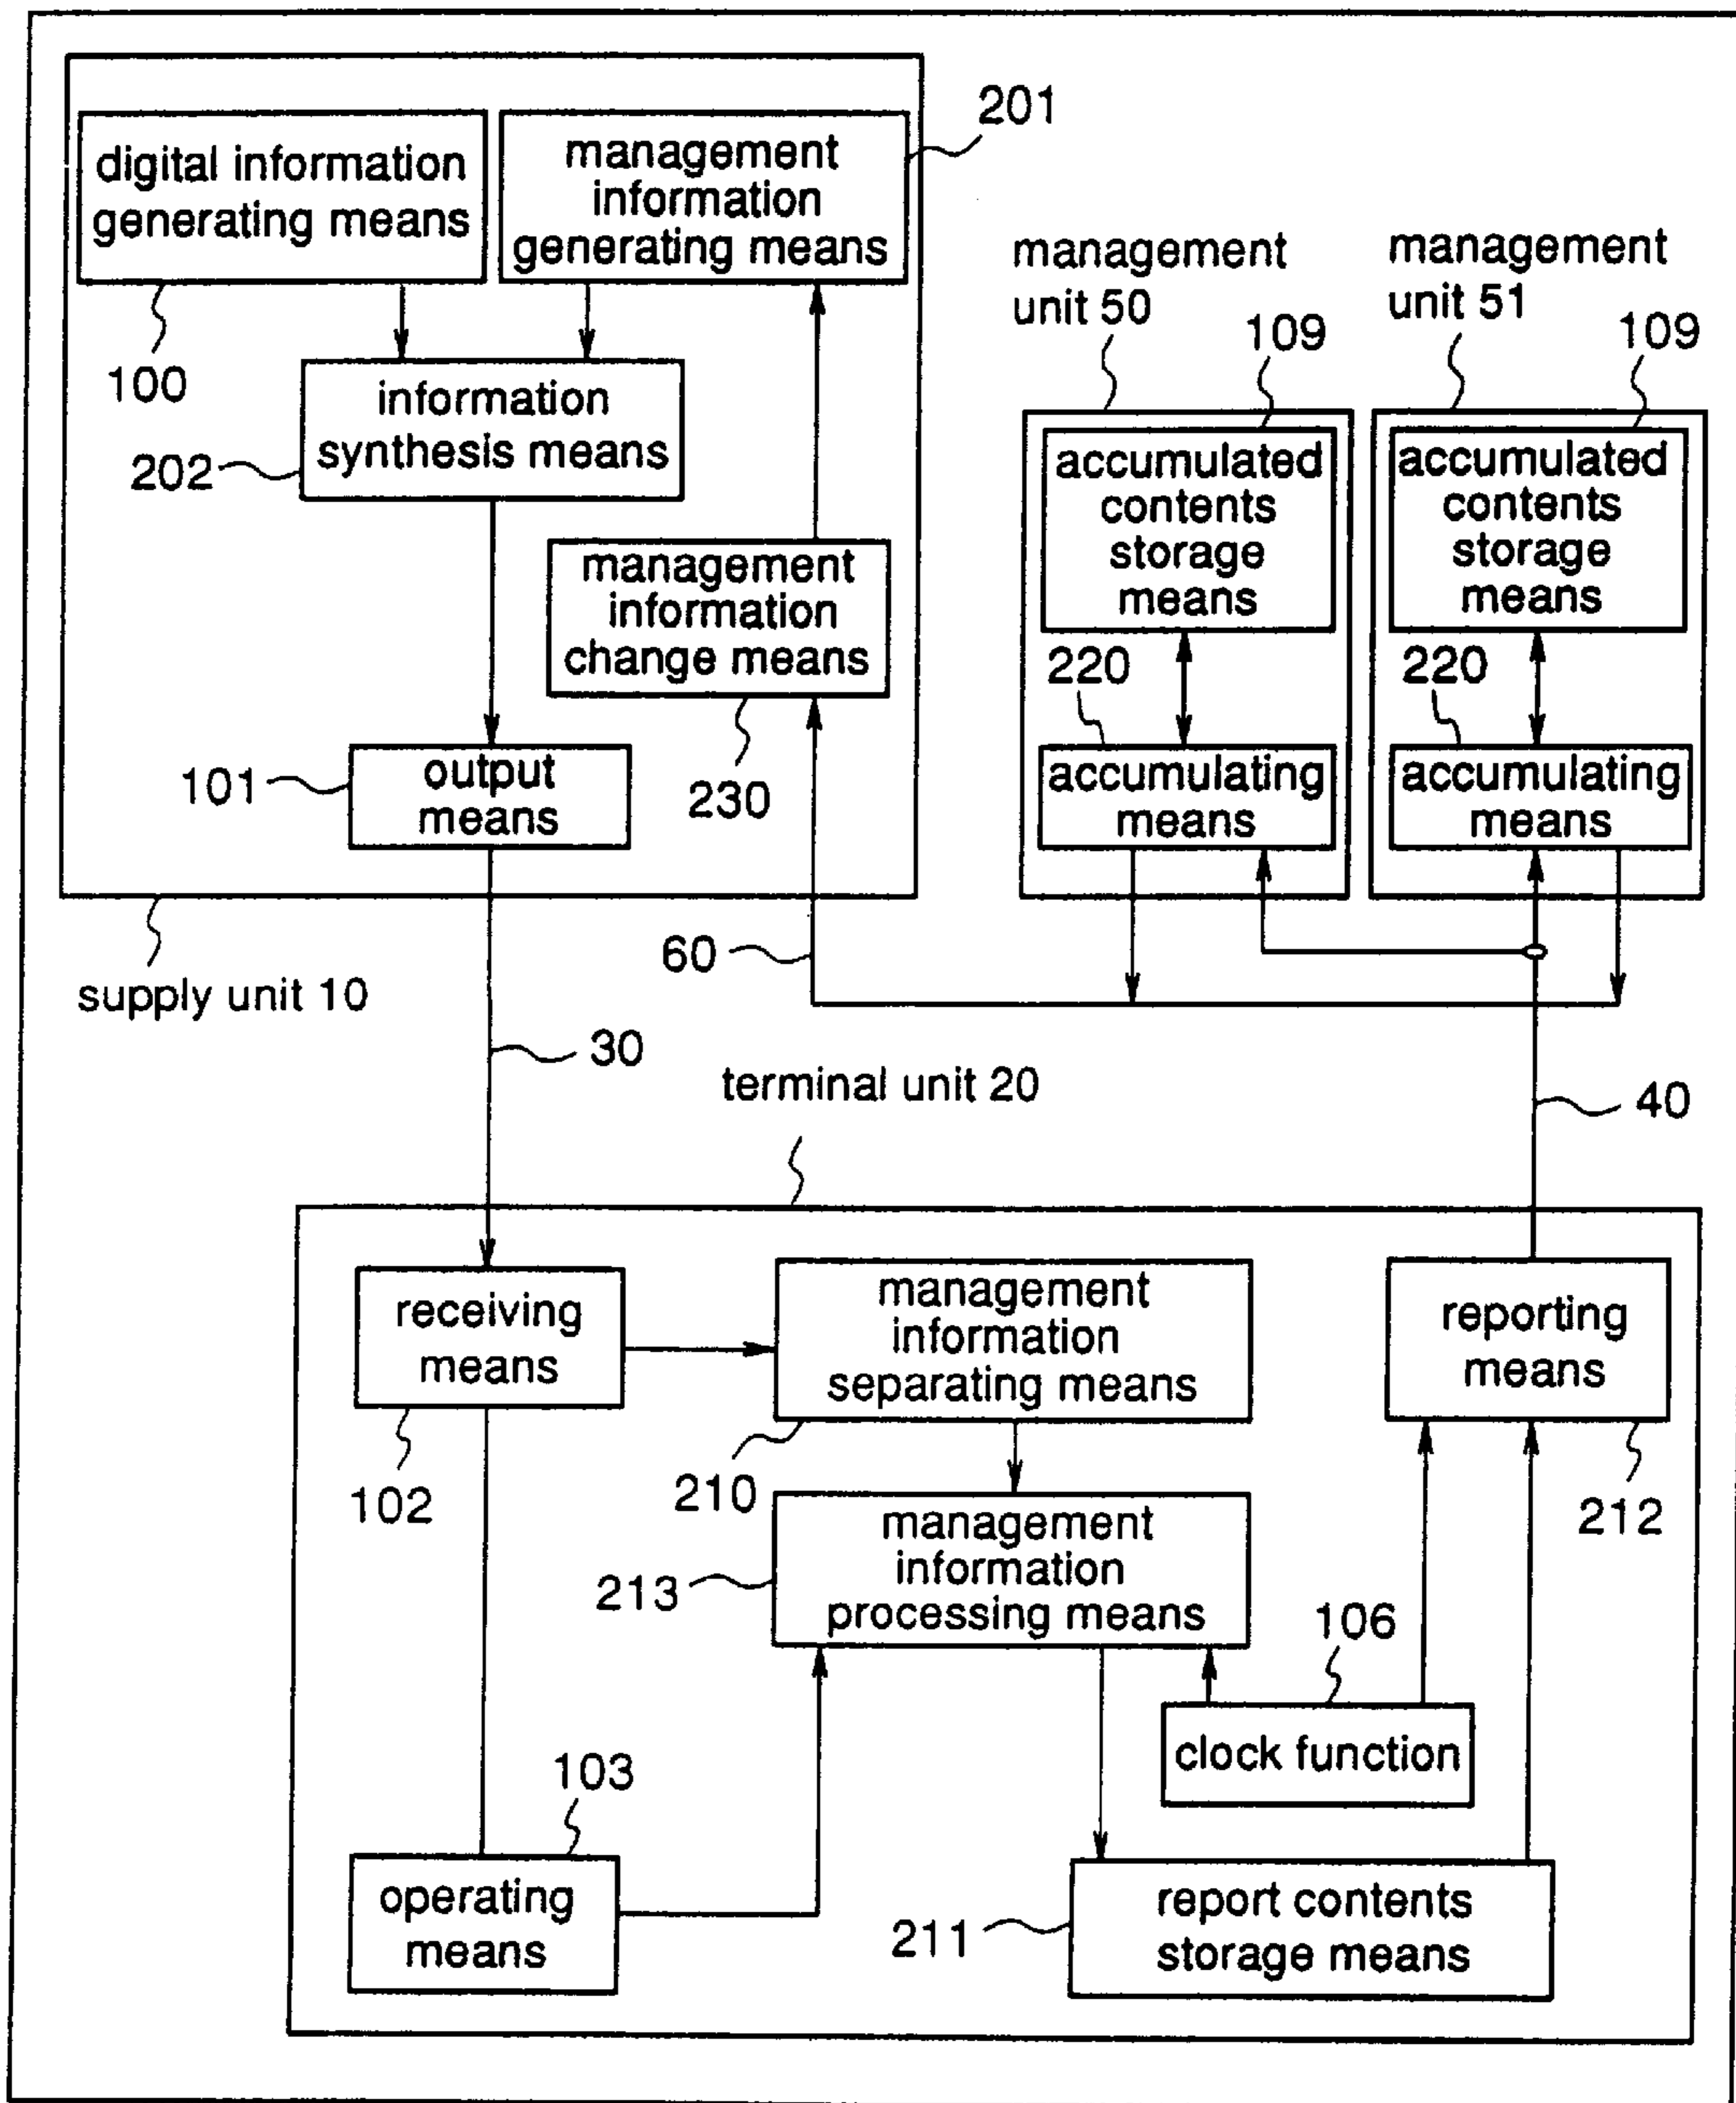 digital information
generating means
management
information
generating means
201
100
information
synthesis means
202
management
information
change means
230
output
means
101
supply unit 10
management
unit 50
109
accumulated
contents
storage
means
220
accumulating
means
management
unit 51
109
accumulated
contents
storage
means
220
accumulating
means
60
30
40
terminal unit 20
receiving
means
102
management
information
separating means
210
reporting
means
212
management
information
processing means
213
106
clock function
103
operating
means
report contents
storage means
211